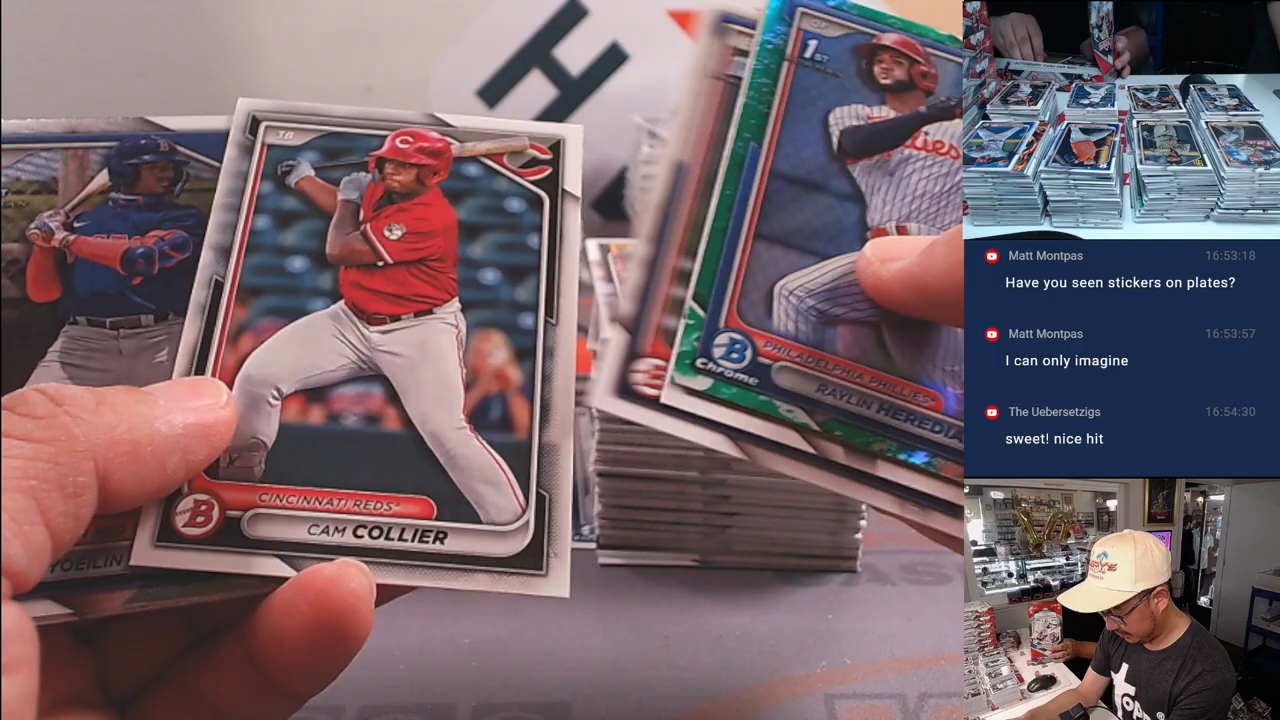 3B
C
CINCINNATI/REDS
CAM COLLIER
B
YOEILIN
H
1ST
B
Chrome
PHILADELPHIA PHILLIES
RAYLIN HEREDIA
Phillies
B
Matt Montpas 16:53:18
Have you seen stickers on plates?
Matt Montpas 16:53:57
I can only imagine
The Uebersetzigs 16:54:30
sweet! nice hit